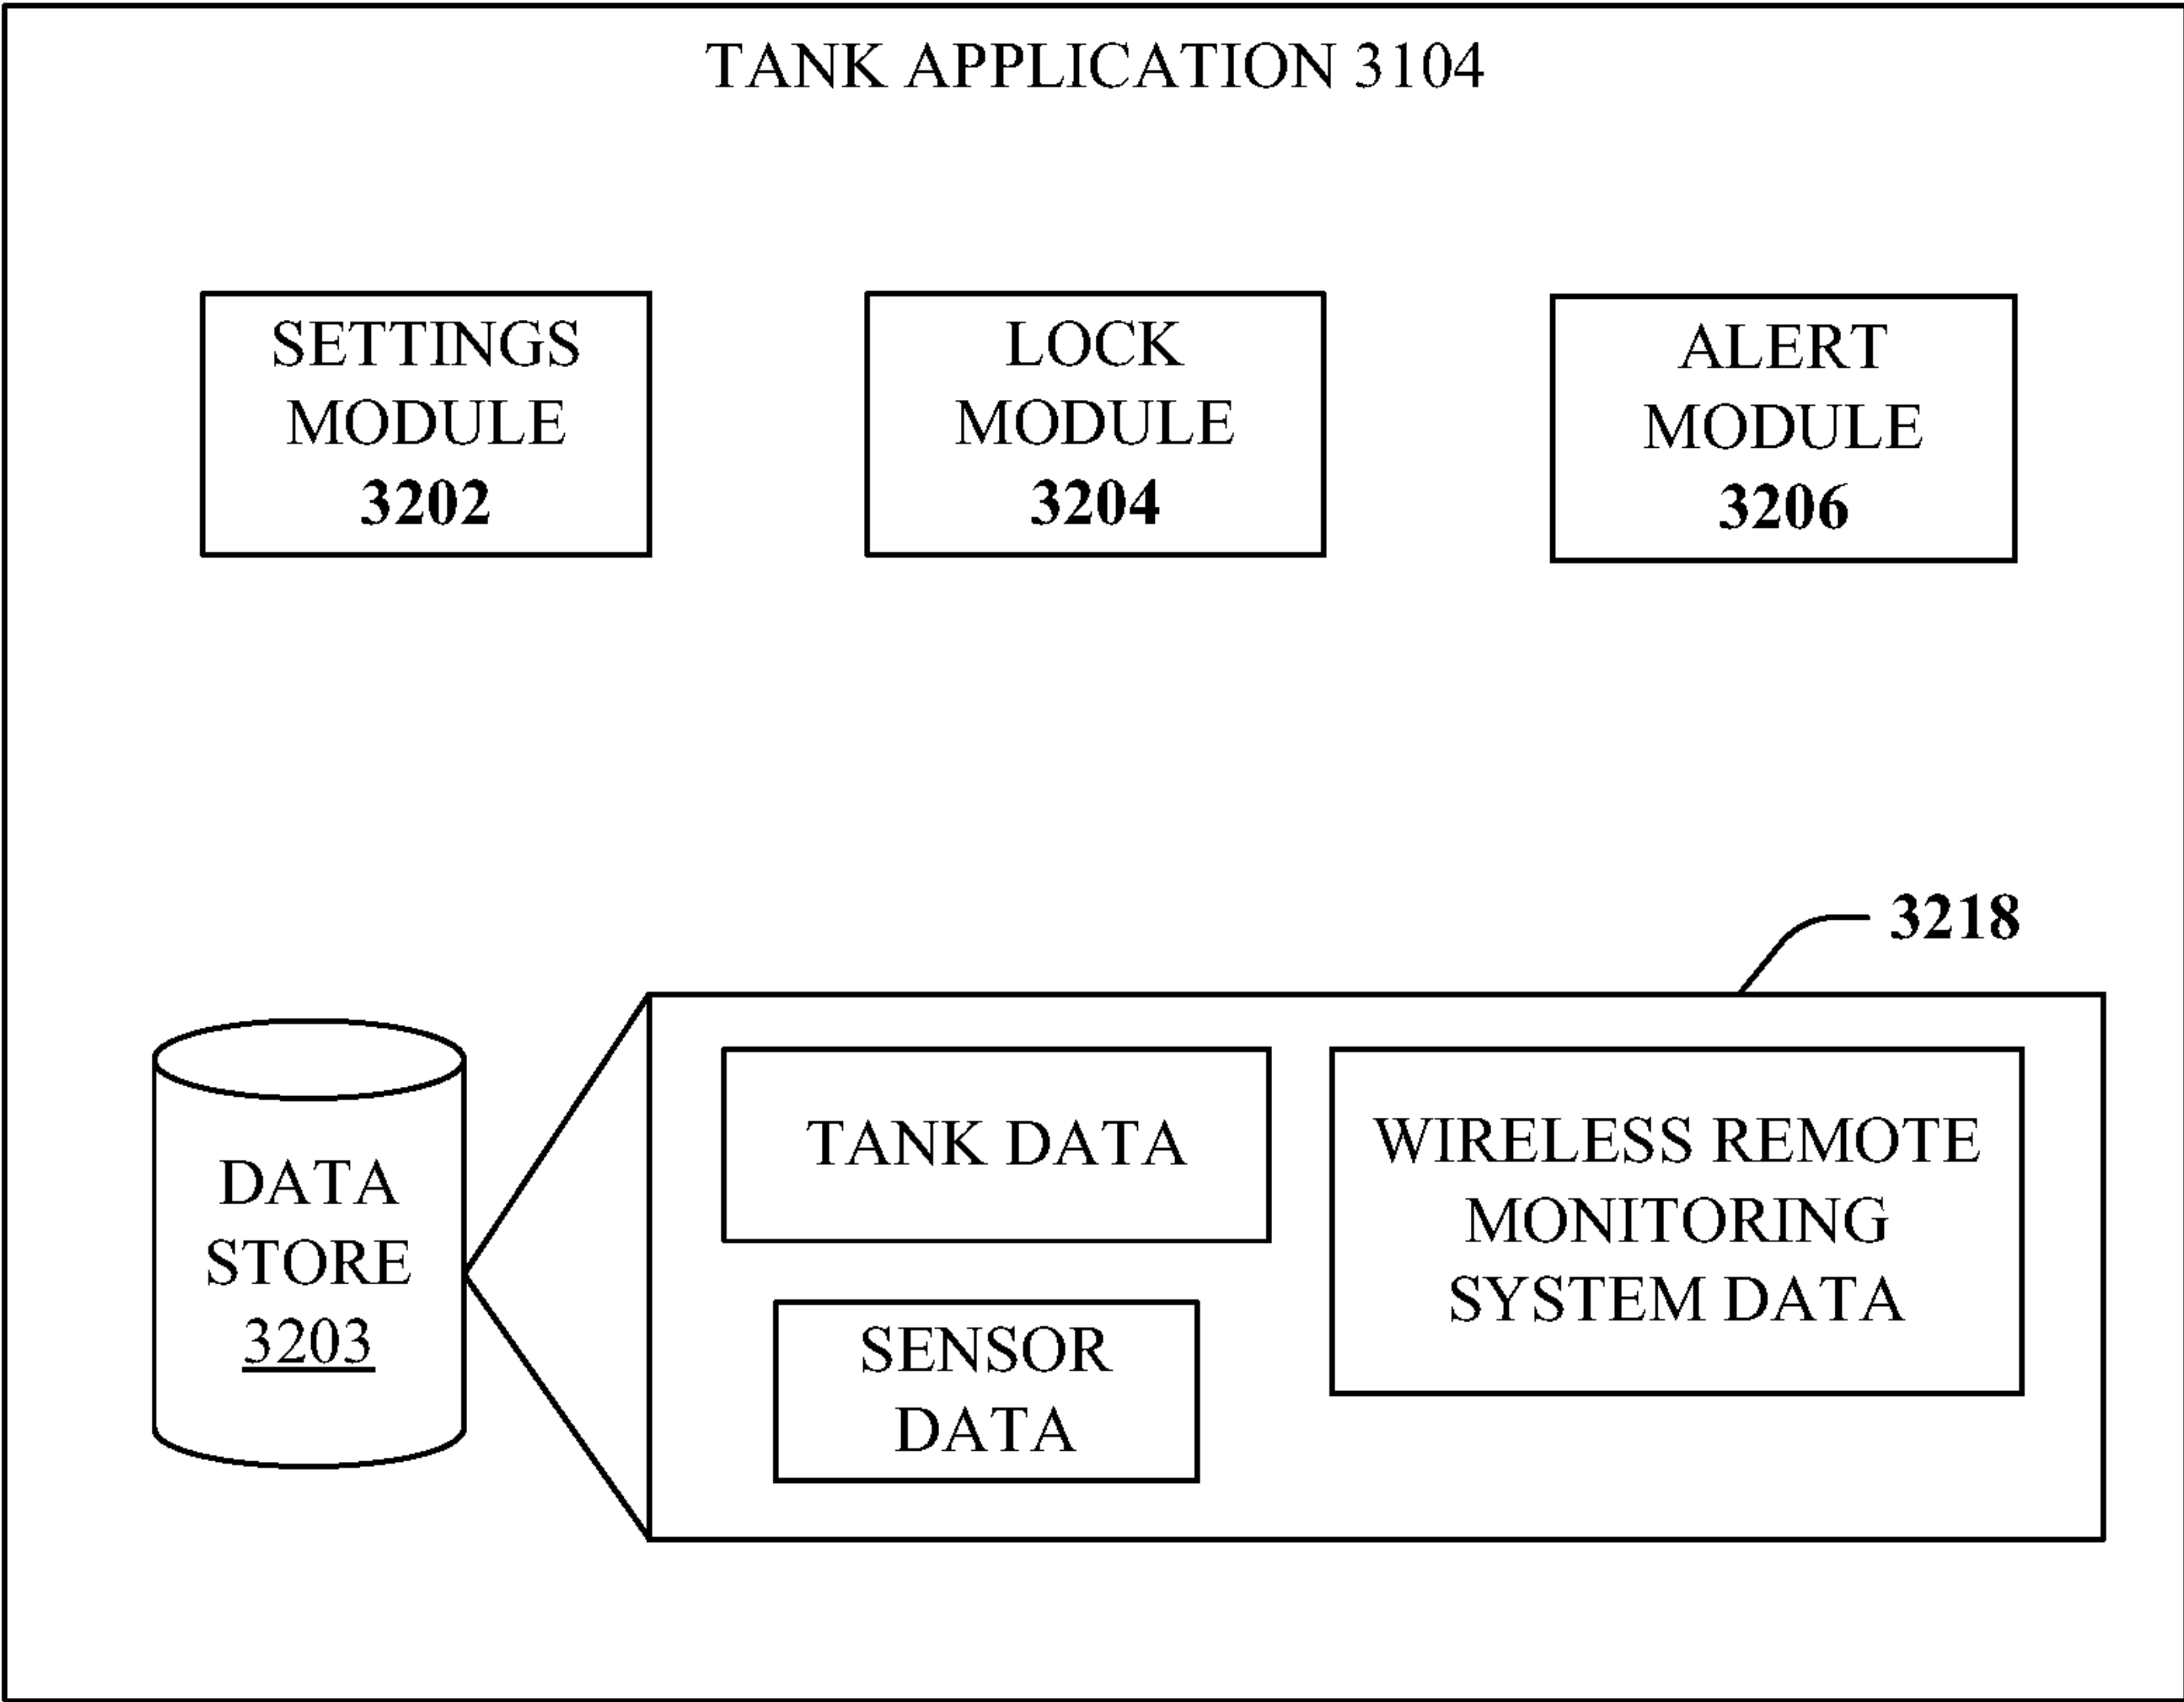 TANK APPLICATION 3104
SETTINGS
MODULE
3202
LOCK
MODULE
3204
ALERT
MODULE
3206
3218
DATA
STORE
3203
TANK DATA
SENSOR
DATA
WIRELESS REMOTE
MONITORING
SYSTEM DATA